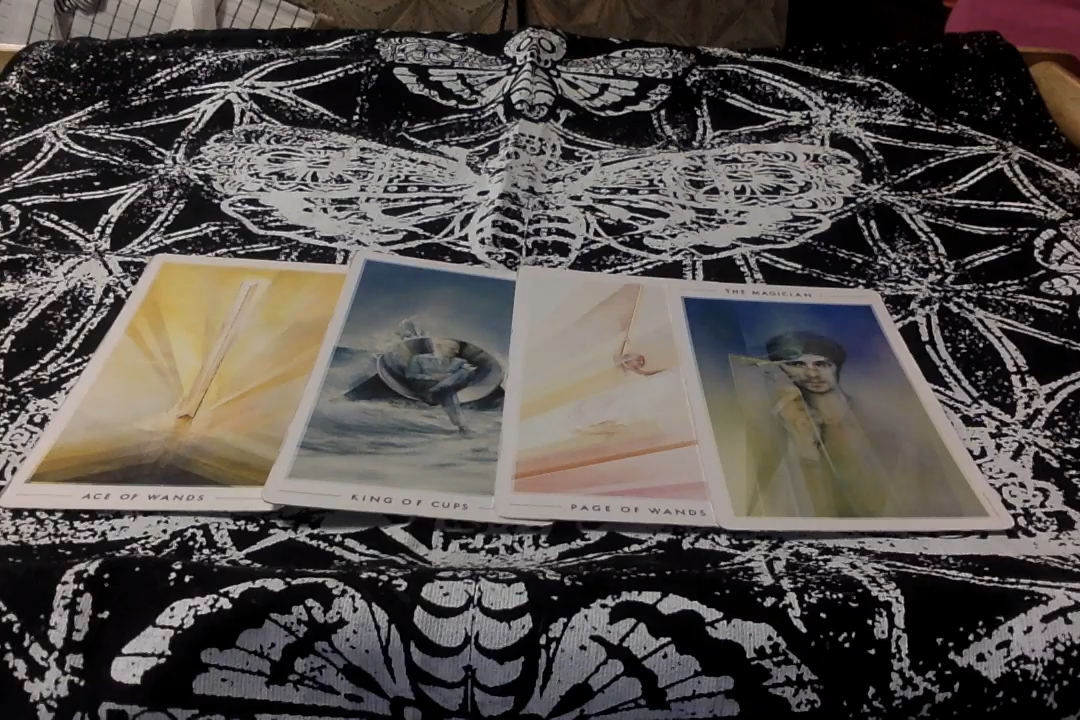 THE MAGICIAN
ACE OF WANDS
KING OF CUPS
PAGE OF WANDS